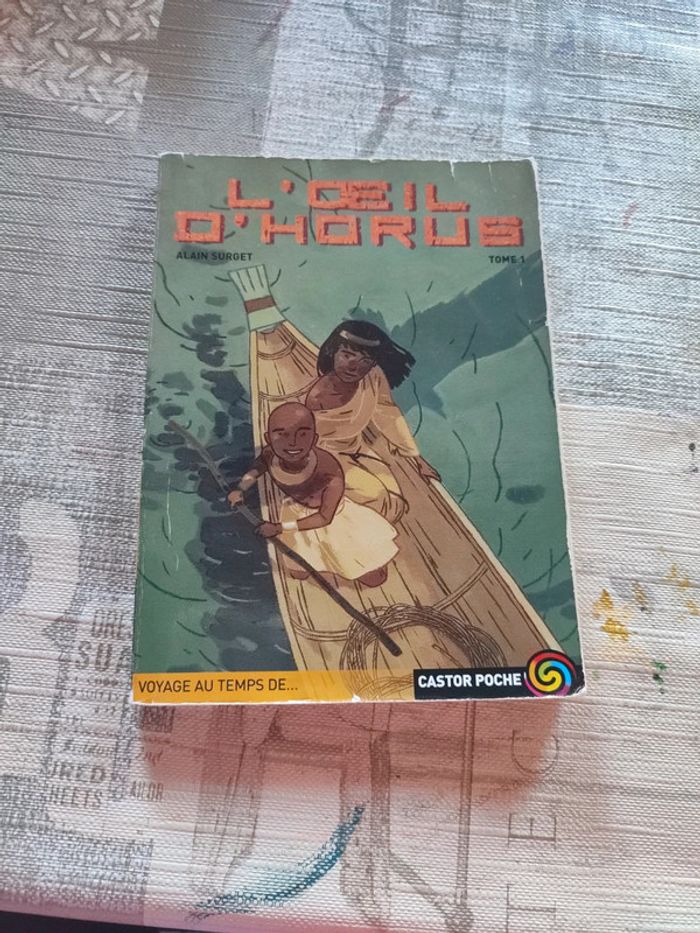 L'ŒIL
D'HORUS
ALAIN SURGET
TOME 1
VOYAGE AU TEMPS DE...
CASTOR POCHE